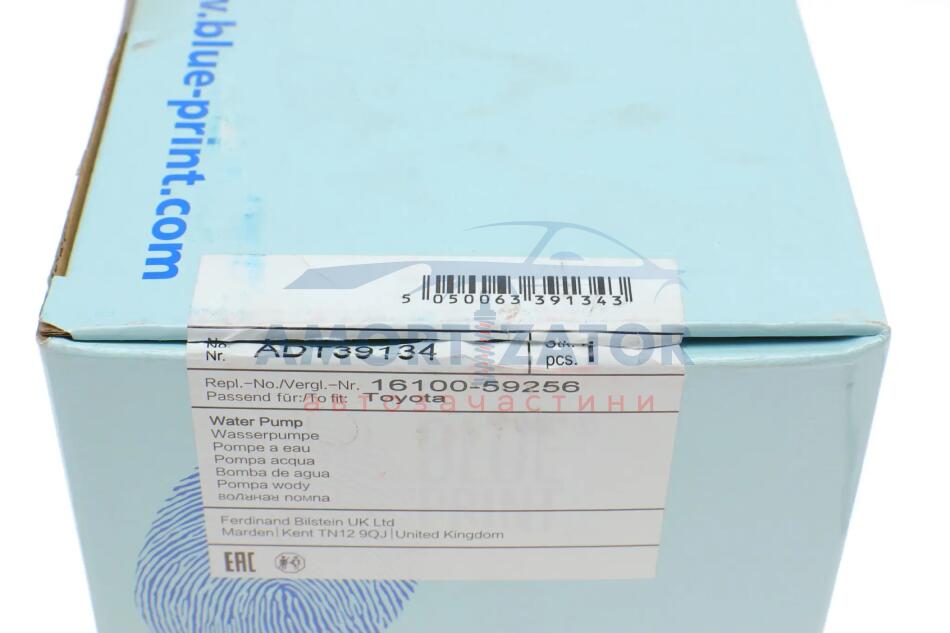 w.blue-print.com
5 050063 391343
AMORTIZATOR
автозапчастини
No.
Nr. ADT39134
Stk. 1
pcs.
Repl.-No./Vergl.-Nr. 16100-59256
Passend für:/To fit: Toyota
Water Pump
Wasserpumpe
Pompe a eau
Pompa acqua
Bomba de agua
Pompa wody
водяная помпа
Ferdinand Bilstein UK Ltd
Marden | Kent TN12 9QJ | United Kingdom
EAC